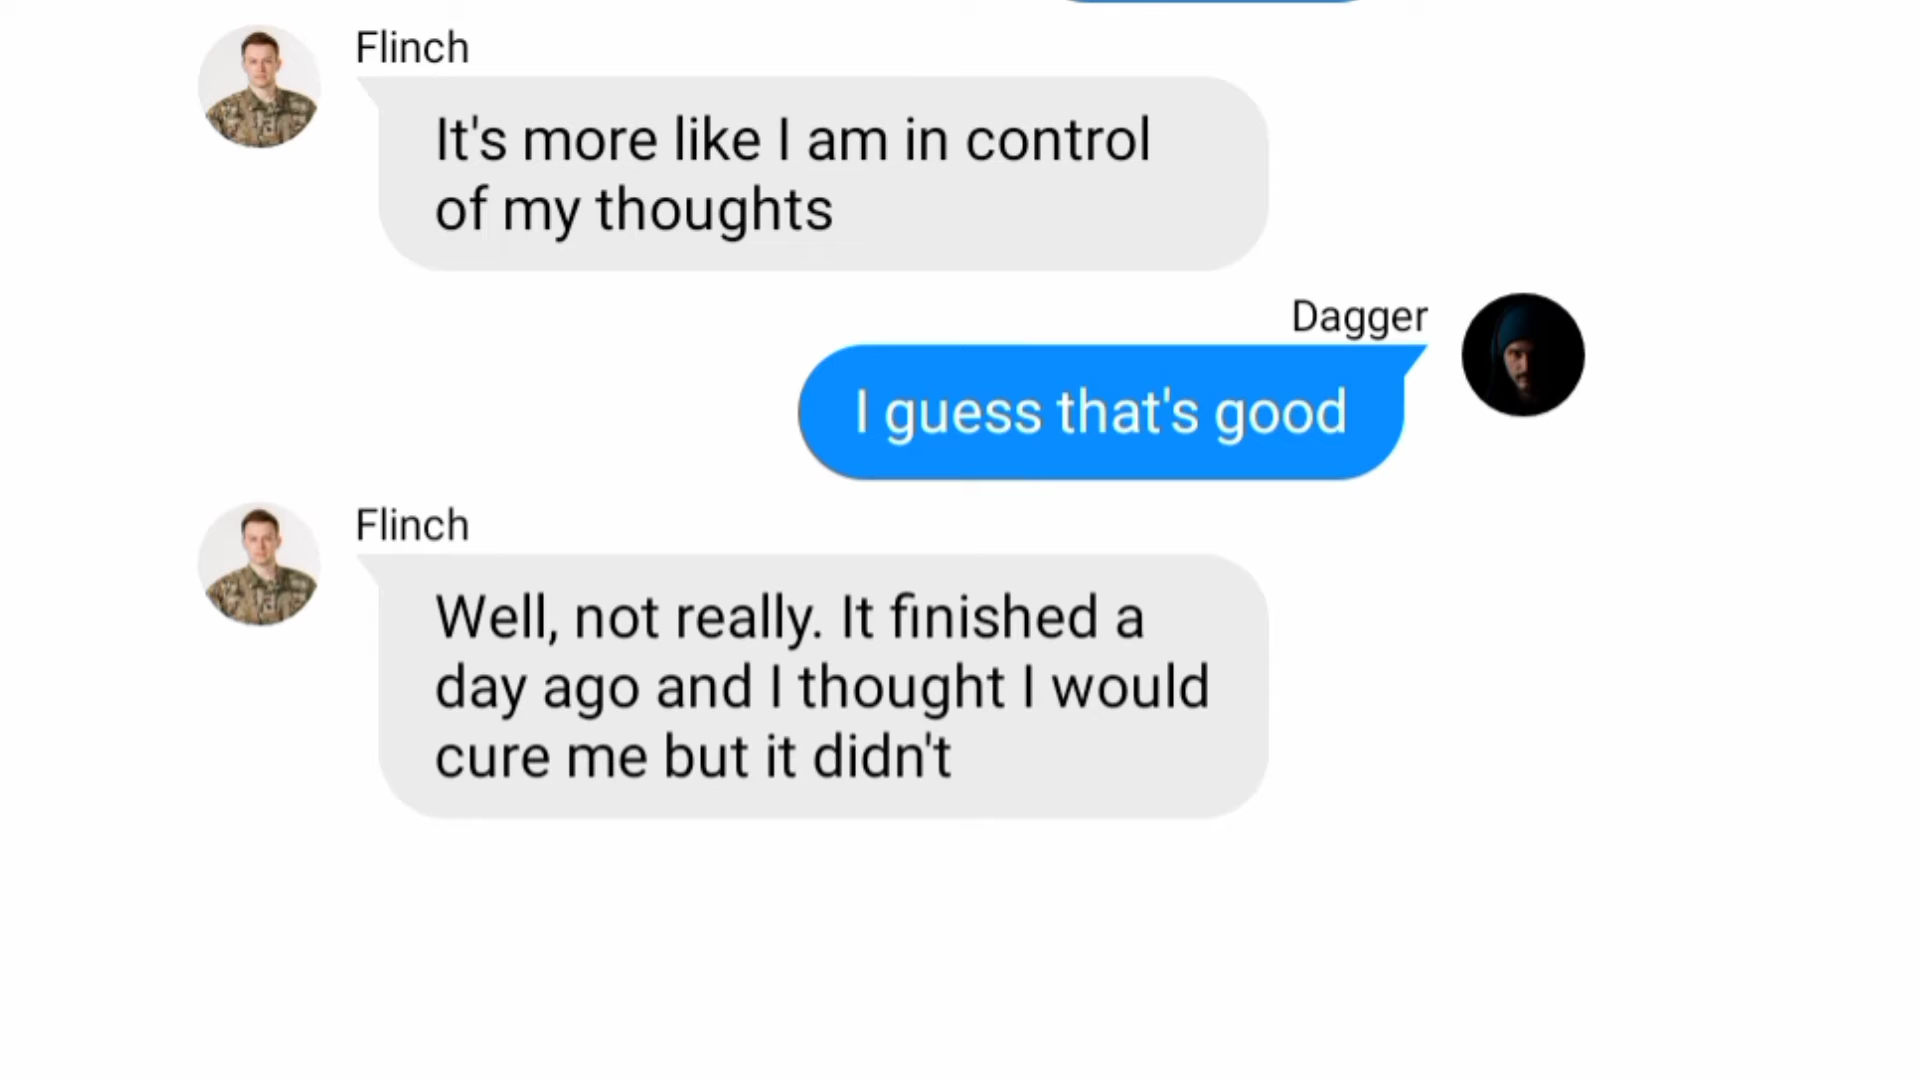 Flinch
It's more like I am in control
of my thoughts
Dagger
I guess that's good
Flinch
Well, not really. It finished a
day ago and I thought I would
cure me but it didn't